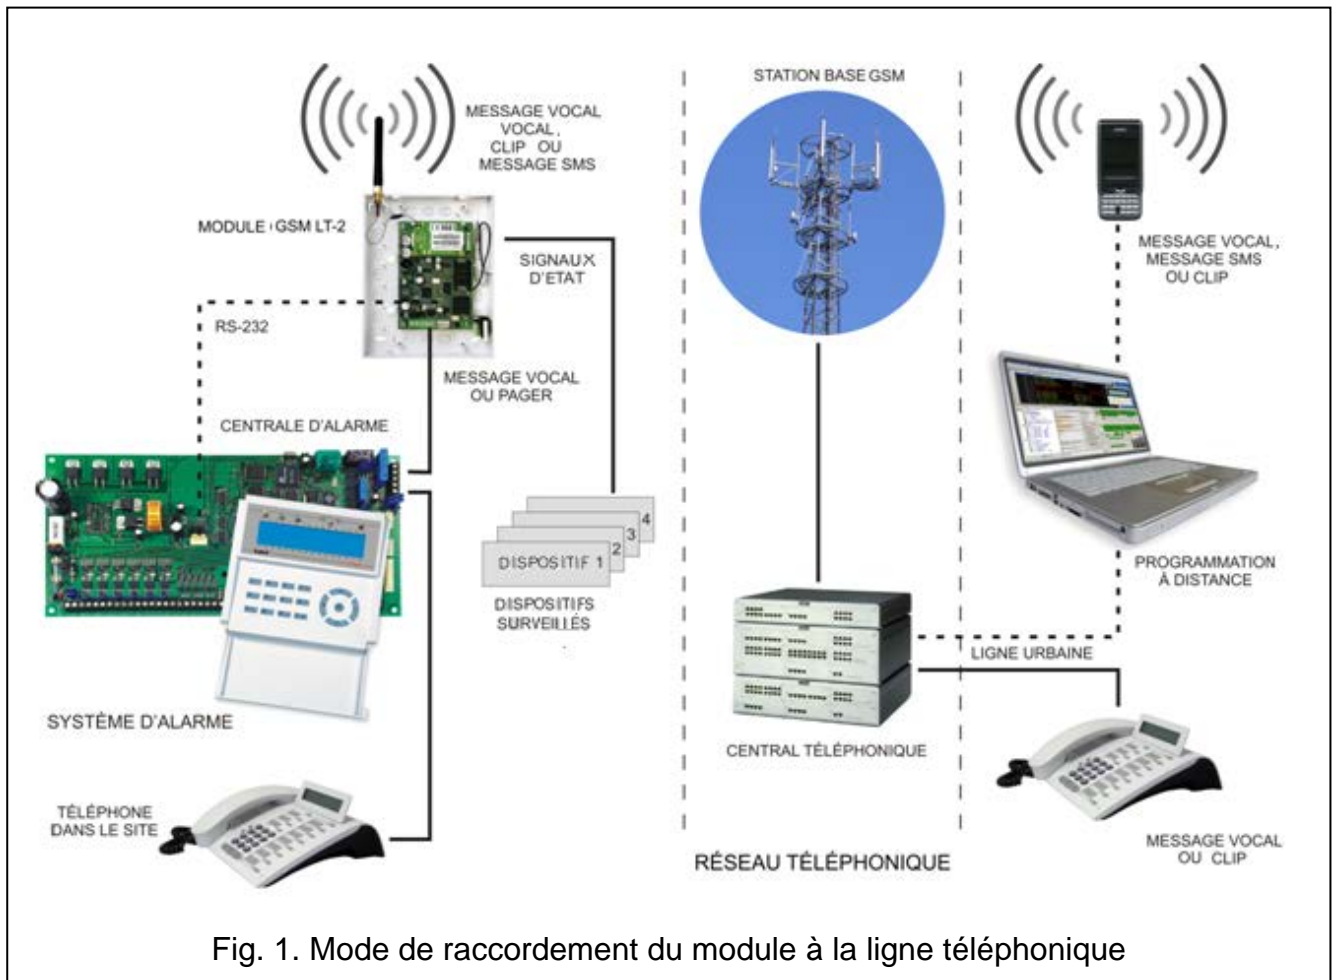 MESSAGE VOCAL
VOCAL,
CLIP OU
MESSAGE SMS
MODULE GSM LT-2
SIGNAUX
D'ETAT
RS-232
MESSAGE VOCAL
OU PAGER
CENTRALE D'ALARME
4
3
2
DISPOSITIF 1
DISPOSITIFS
SURVEILLÉS
SYSTÈME D'ALARME
TÉLÉPHONE
DANS LE SITE
STATION BASE GSM
CENTRAL TÉLÉPHONIQUE
RÉSEAU TÉLÉPHONIQUE
MESSAGE VOCAL,
MESSAGE SMS
OU CLIP
PROGRAMMATION
À DISTANCE
LIGNE URBAINE
MESSAGE VOCAL
OU CLIP
Fig. 1. Mode de raccordement du module à la ligne téléphonique